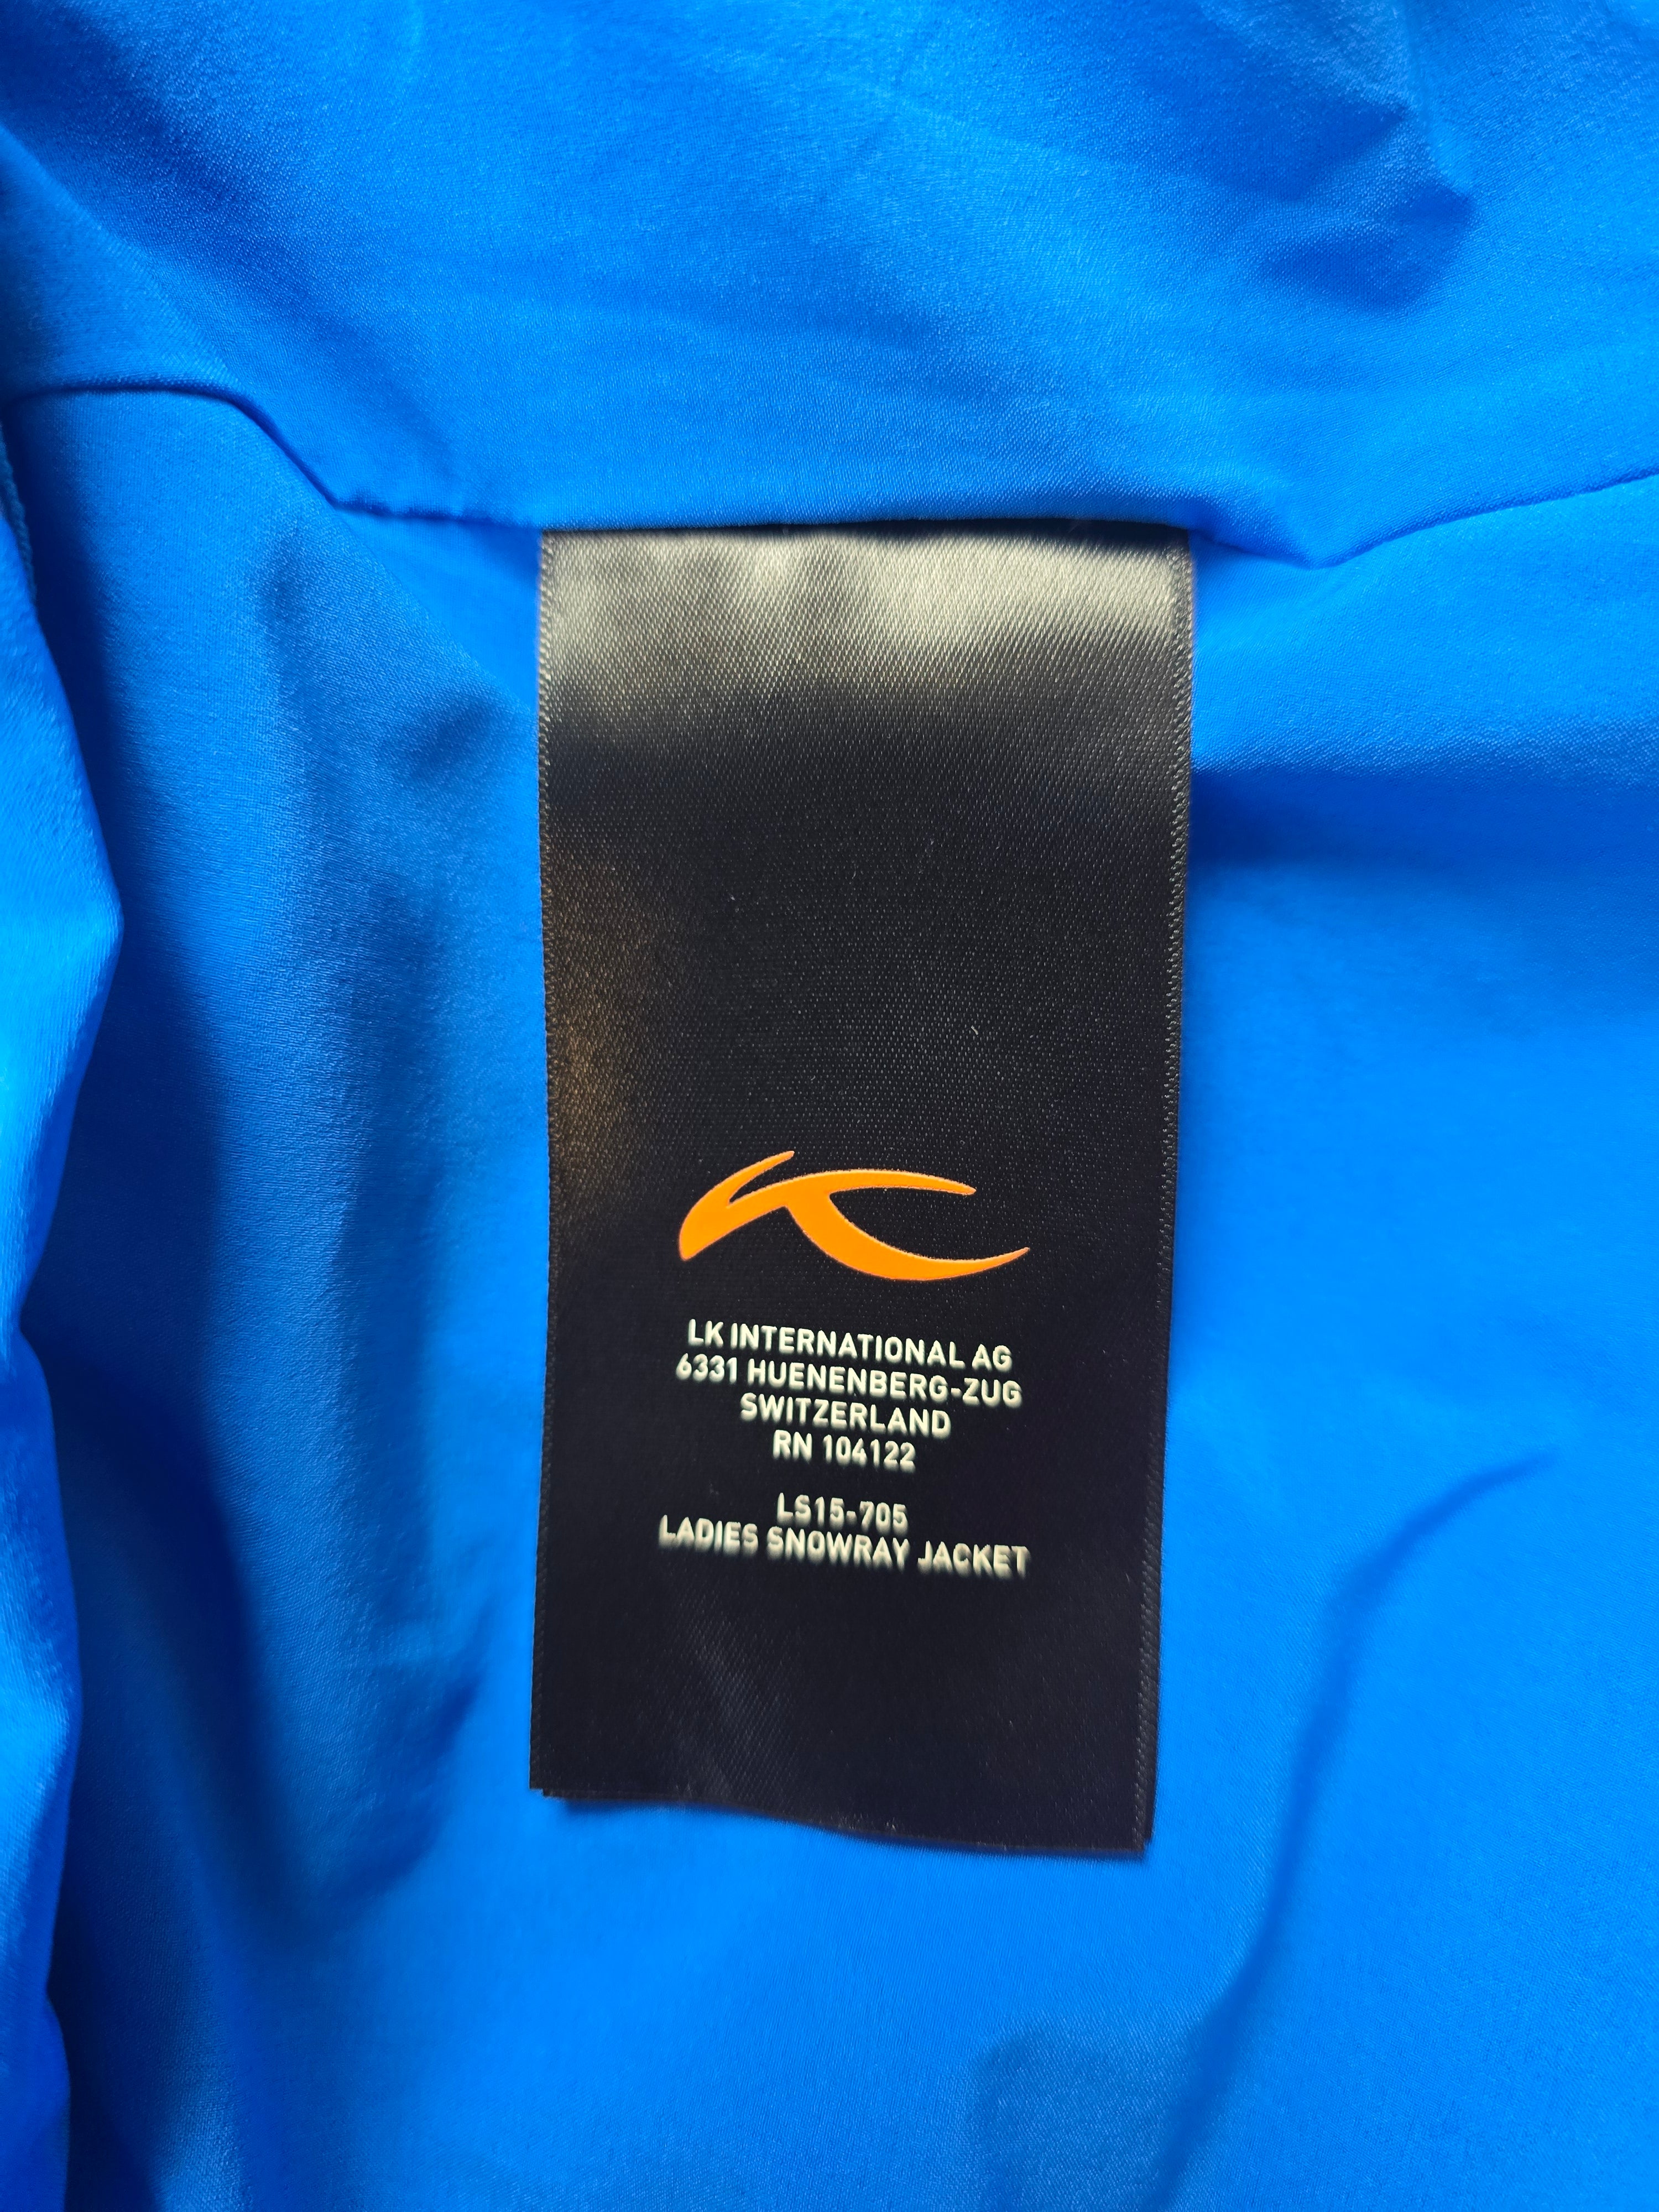 LK INTERNATIONAL AG
6331 HUENENBERG-ZUG
SWITZERLAND
RN 104122
LS15-705
LADIES SNOWRAY JACKET